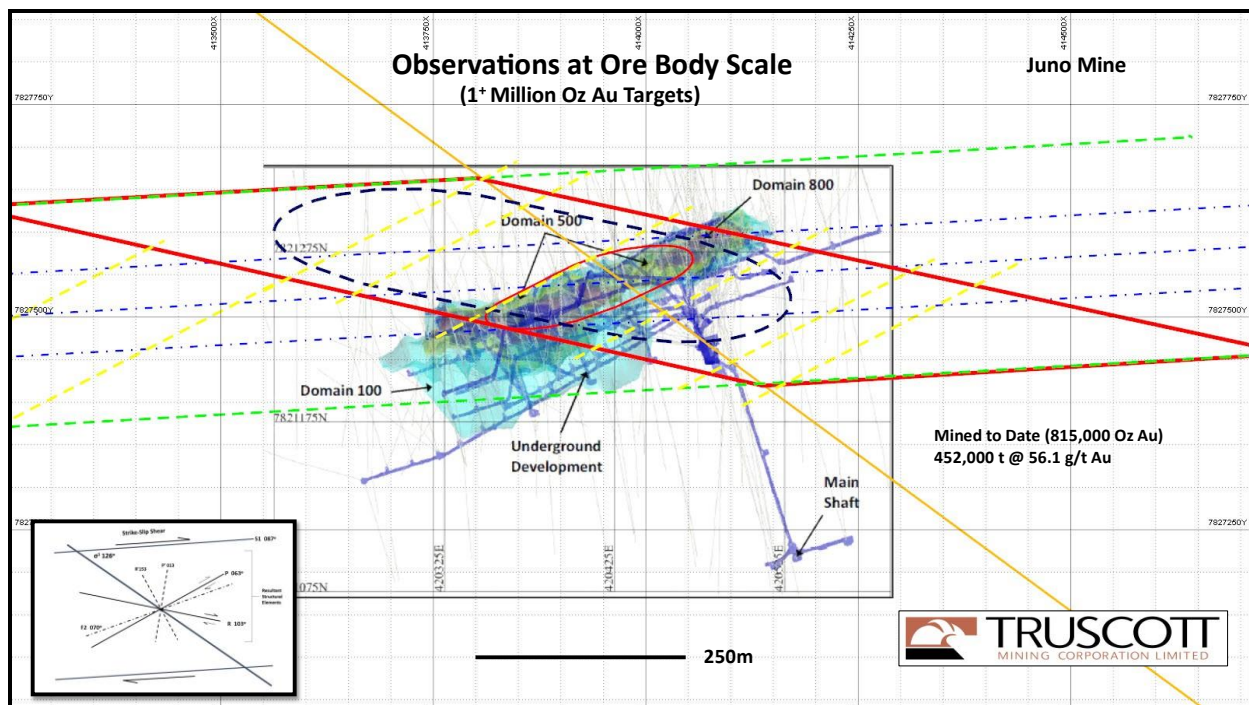 413500X
413750X
414000X
414250X
414500X
Observations at Ore Body Scale
(1+ Million Oz Au Targets)
Juno Mine
7827750Y
7827750Y
Domain 800
Domain 500
7821275N
7827500Y
7827500Y
Domain 100
7821175N
Underground
Development
Mined to Date (815,000 Oz Au)
452,000 t @ 56.1 g/t Au
Main
Shaft
7827250Y
420325E
420425E
Strike-Slip Shear
S1 087°
P 063°
Resultant
Structural
Elements
F2 070°
R 103°
250m
TRUSCOTT
MINING CORPORATION LIMITED